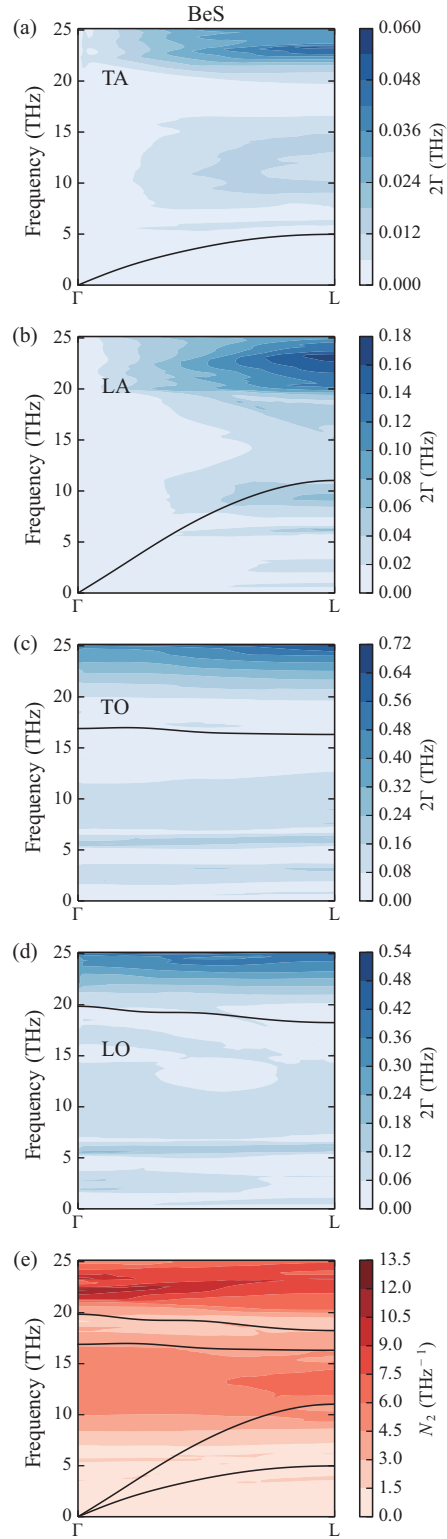 BeS
(a)
TA
Frequency (THz)
25
20
15
10
5
0
Γ
L
0.060
0.048
0.036
0.024
0.012
0.000
2Γ (THz)
(b)
LA
Frequency (THz)
25
20
15
10
5
0
Γ
L
0.18
0.16
0.14
0.12
0.10
0.08
0.06
0.04
0.02
0.00
2Γ (THz)
(c)
TO
Frequency (THz)
25
20
15
10
5
0
Γ
L
0.72
0.64
0.56
0.48
0.40
0.32
0.24
0.16
0.08
0.00
2Γ (THz)
(d)
LO
Frequency (THz)
25
20
15
10
5
0
Γ
L
0.54
0.48
0.42
0.36
0.30
0.24
0.18
0.12
0.06
0.00
2Γ (THz)
(e)
Frequency (THz)
25
20
15
10
5
0
Γ
L
13.5
12.0
10.5
9.0
7.5
6.0
4.5
3.0
1.5
0.0
N₂ (THz⁻¹)